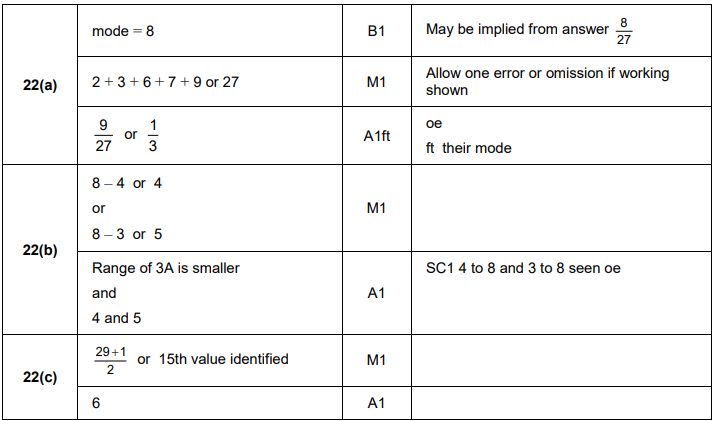 22(a)
mode = 8
B1
May be implied from answer 8/27
2 + 3 + 6 + 7 + 9 or 27
M1
Allow one error or omission if working
shown
9/27 or 1/3
A1ft
oe
ft their mode
22(b)
8 – 4 or 4
or
8 – 3 or 5
M1
Range of 3A is smaller
and
4 and 5
A1
SC1 4 to 8 and 3 to 8 seen oe
22(c)
29+1/2 or 15th value identified
M1
6
A1